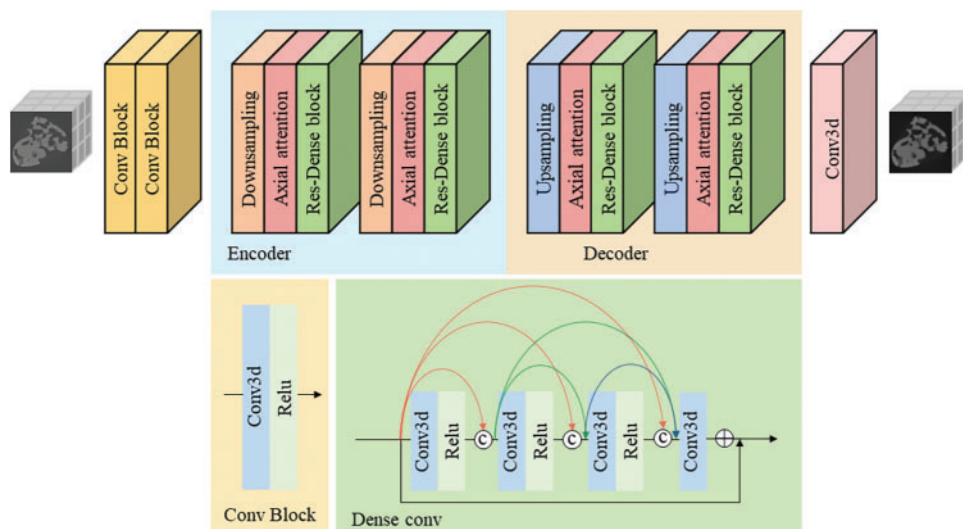 Conv Block
Conv Block
Downsampling
Axial attention
Res-Dense block
Downsampling
Axial attention
Res-Dense block
Upsampling
Axial attention
Res-Dense block
Upsampling
Axial attention
Res-Dense block
Conv3d
Encoder
Decoder
Conv3d
Relu
Conv Block
Conv3d
Relu
C
Conv3d
Relu
C
Conv3d
Relu
C
Conv3d
Dense conv